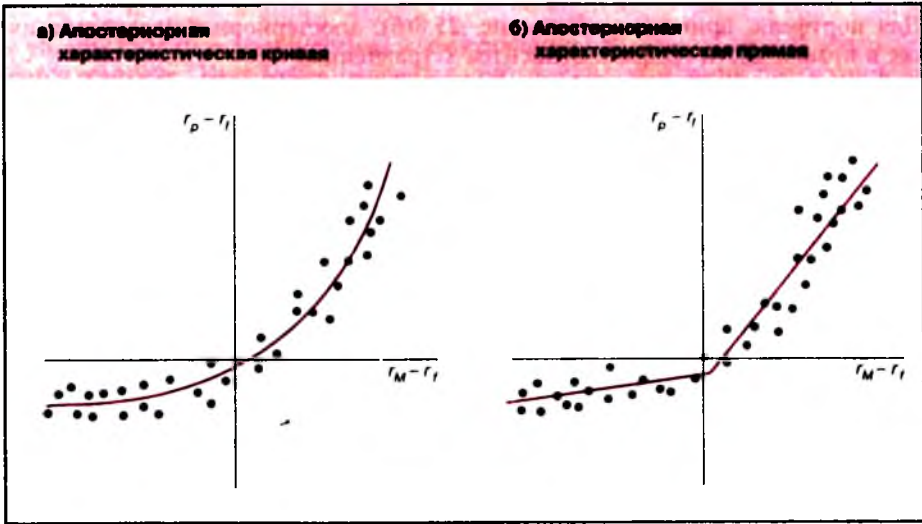 а) Апостериорная
характеристическая кривая
б) Апостериорная
характеристическая прямая
r_p – r_f
r_M – r_f
r_p – r_f
r_M – r_f